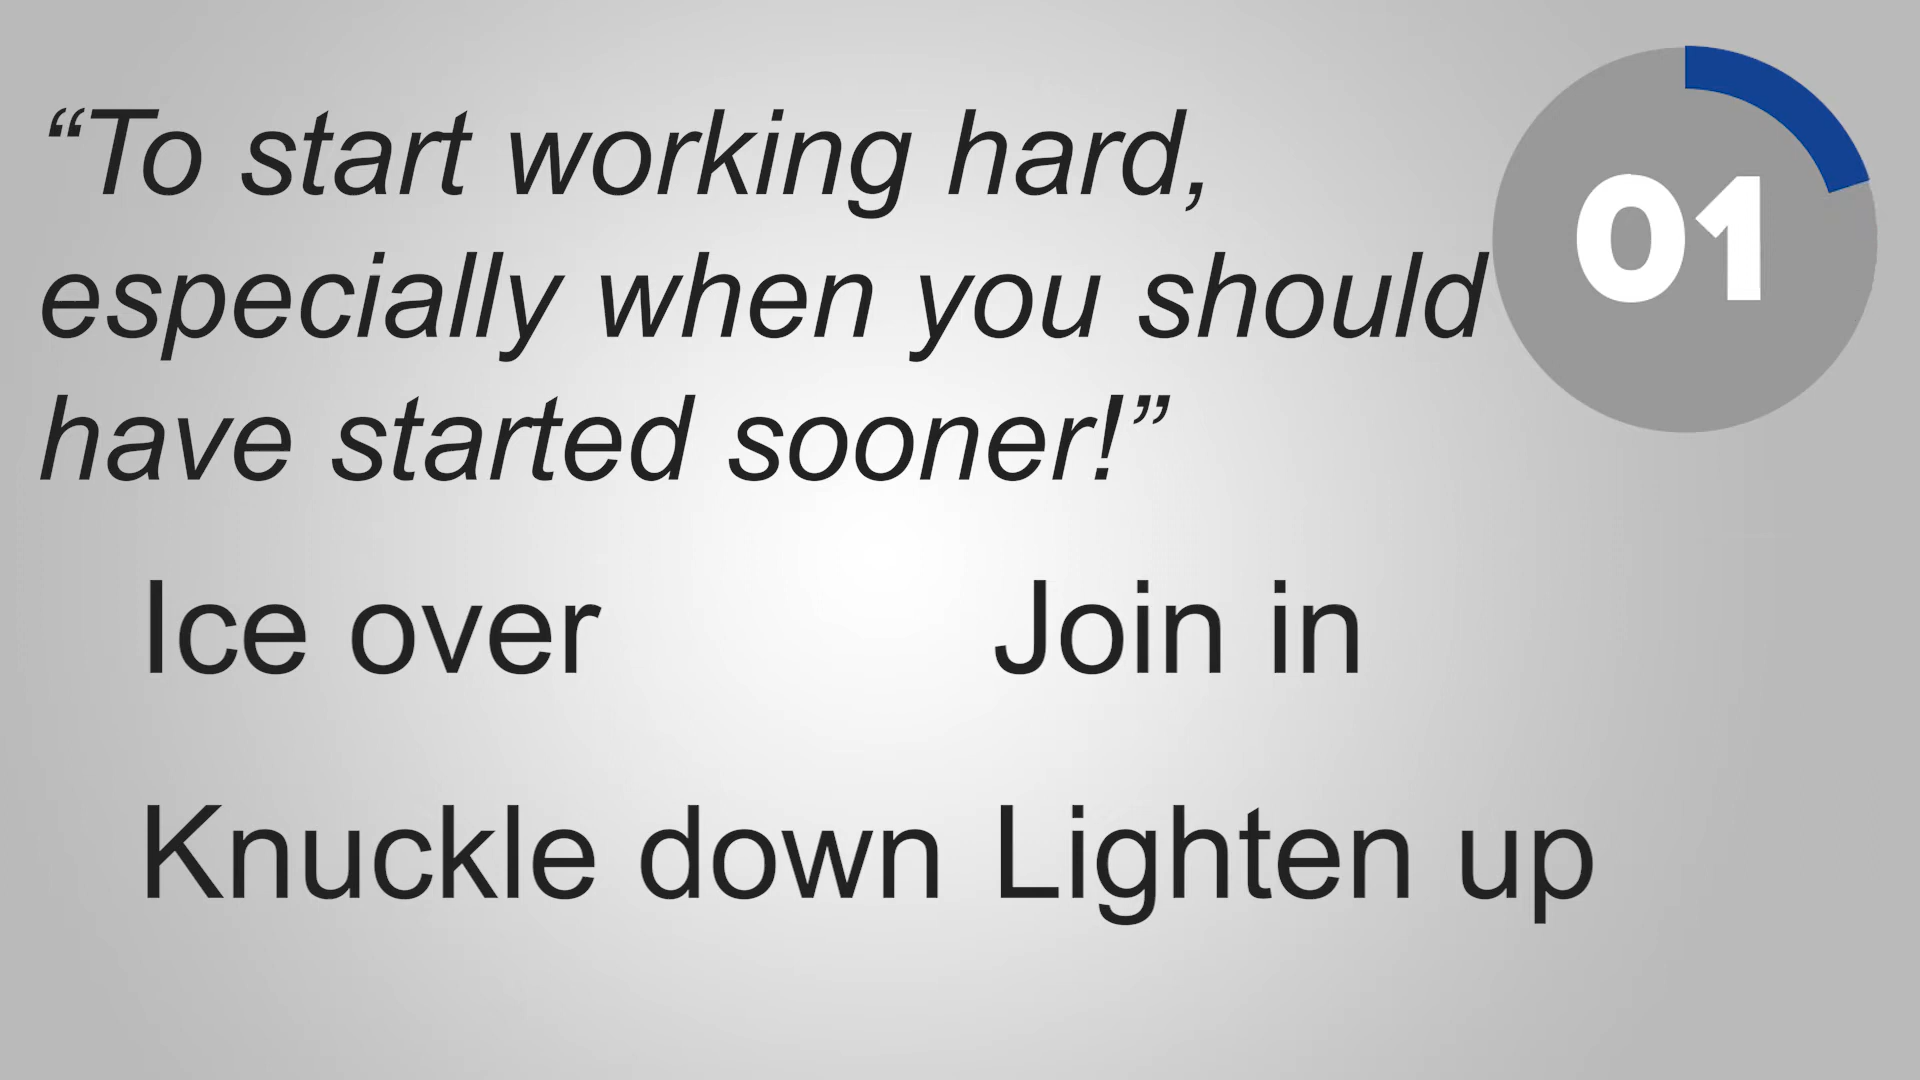 “To start working hard,
especially when you should
have started sooner!”
01
Ice over
Join in
Knuckle down
Lighten up